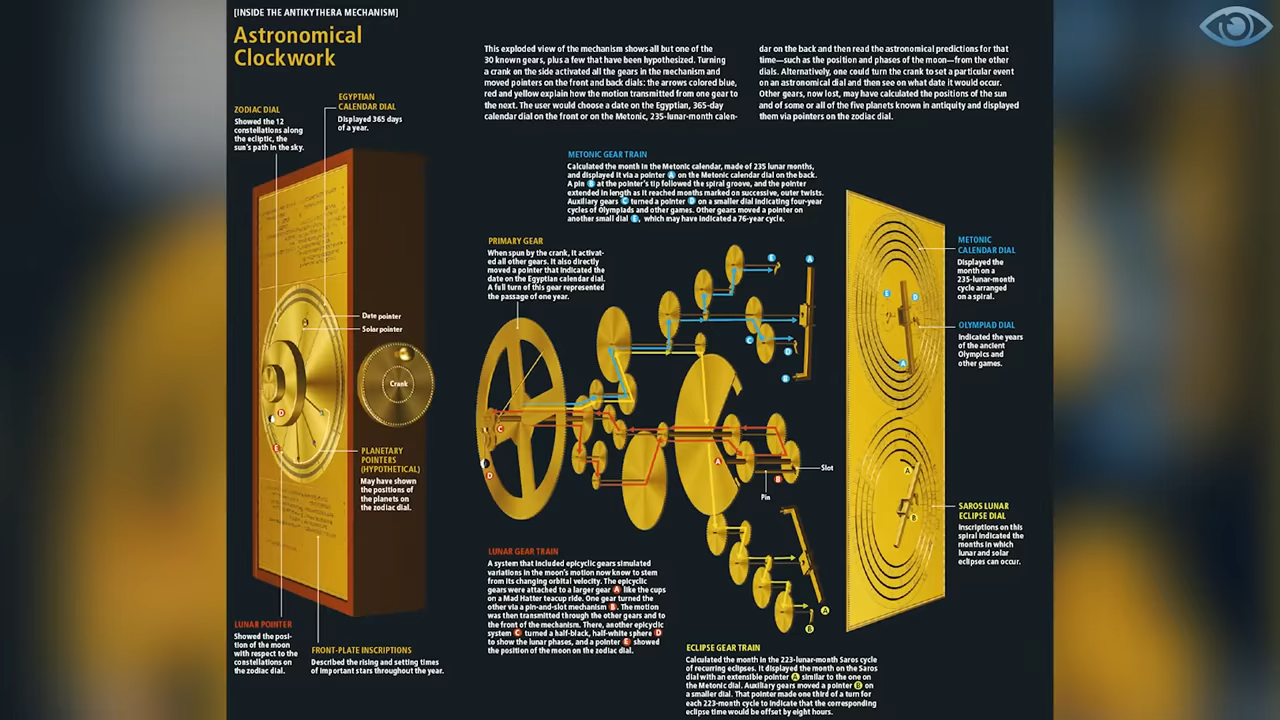 [INSIDE THE ANTIKYTHERA MECHANISM]
Astronomical
Clockwork
This exploded view of the mechanism shows all but one of the
30 known gears, plus a few that have been hypothesized. Turning
a crank on the side activated all the gears in the mechanism and
moved pointers on the front and back dials: the arrows colored blue,
red and yellow explain how the motion transmitted from one gear to
the next. The user would choose a date on the Egyptian, 365-day
calendar dial on the front or on the Metonic, 235-lunar-month calen-
dar on the back and then read the astronomical predictions for that
time—such as the position and phases of the moon—from the other
dials. Alternatively, one could turn the crank to set a particular event
on an astronomical dial and then see on what date it would occur.
Other gears, now lost, may have calculated the positions of the sun
and of some or all of the five planets known in antiquity and displayed
them via pointers on the zodiac dial.
ZODIAC DIAL
Showed the 12
constellations along
the ecliptic, the
sun's path in the sky.
EGYPTIAN
CALENDAR DIAL
Displayed 365 days
of a year.
METONIC GEAR TRAIN
Calculated the month in the Metonic calendar, made of 235 lunar months,
and displayed it via a pointer A on the Metonic calendar dial on the back.
A pin B at the pointer's tip followed the spiral groove, and the pointer
extended in length as it reached months marked on successive, outer twists.
Auxiliary gears C turned a pointer D on a smaller dial indicating four-year
cycles of Olympiads and other games. Other gears moved a pointer on
another small dial E, which may have indicated a 76-year cycle.
PRIMARY GEAR
When spun by the crank, it activat-
ed all other gears. It also directly
moved a pointer that indicated the
date on the Egyptian calendar dial.
A full turn of this gear represented
the passage of one year.
METONIC
CALENDAR DIAL
Displayed the
month on a
235-lunar-month
cycle arranged
on a spiral.
OLYMPIAD DIAL
Indicated the years
of the ancient
Olympics and
other games.
Date pointer
Solar pointer
Crank
D
E
PLANETARY
POINTERS
(HYPOTHETICAL)
May have shown
the positions of
the planets on
the zodiac dial.
E
A
C
D
B
C
D
A
B
Slot
Pin
A
B
E
D
A
A
B
SAROS LUNAR
ECLIPSE DIAL
Inscriptions on this
spiral indicated the
months in which
lunar and solar
eclipses can occur.
LUNAR GEAR TRAIN
A system that included epicyclic gears simulated
variations in the moon's motion now know to stem
from its changing orbital velocity. The epicyclic
gears were attached to a larger gear A like the cups
on a Mad Hatter teacup ride. One gear turned the
other via a pin-and-slot mechanism B. The motion
was then transmitted through the other gears and to
the front of the mechanism. There, another epicyclic
system C turned a half-black, half-white sphere D
to show the lunar phases, and a pointer E showed
the position of the moon on the zodiac dial.
LUNAR POINTER
Showed the posi-
tion of the moon
with respect to the
constellations on
the zodiac dial.
FRONT-PLATE INSCRIPTIONS
Described the rising and setting times
of important stars throughout the year.
ECLIPSE GEAR TRAIN
Calculated the month in the 223-lunar-month Saros cycle
of recurring eclipses. It displayed the month on the Saros
dial with an extensible pointer A similar to the one on
the Metonic dial. Auxiliary gears moved a pointer B on
a smaller dial. That pointer made one third of a turn for
each 223-month cycle to indicate that the corresponding
eclipse time would be offset by eight hours.